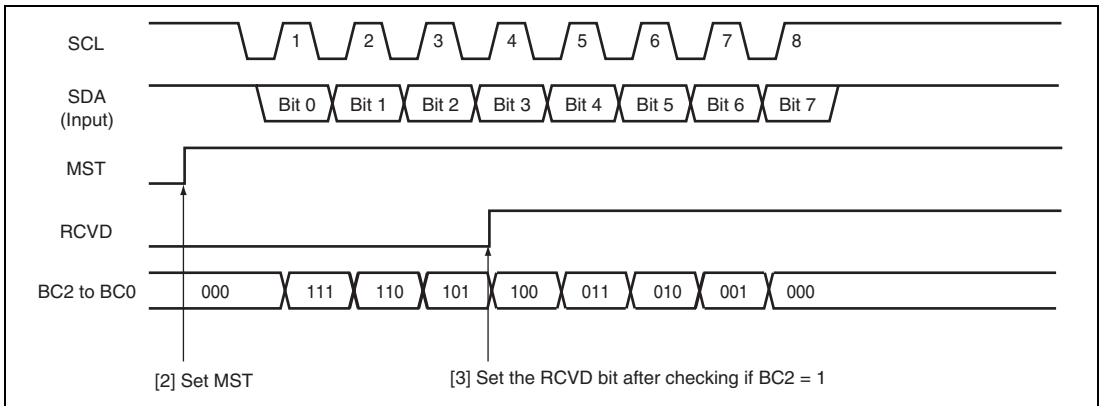 SCL 1 2 3 4 5 6 7 8
SDA
(Input) Bit 0 Bit 1 Bit 2 Bit 3 Bit 4 Bit 5 Bit 6 Bit 7
MST
RCVD
BC2 to BC0 000 111 110 101 100 011 010 001 000
[2] Set MST [3] Set the RCVD bit after checking if BC2 = 1